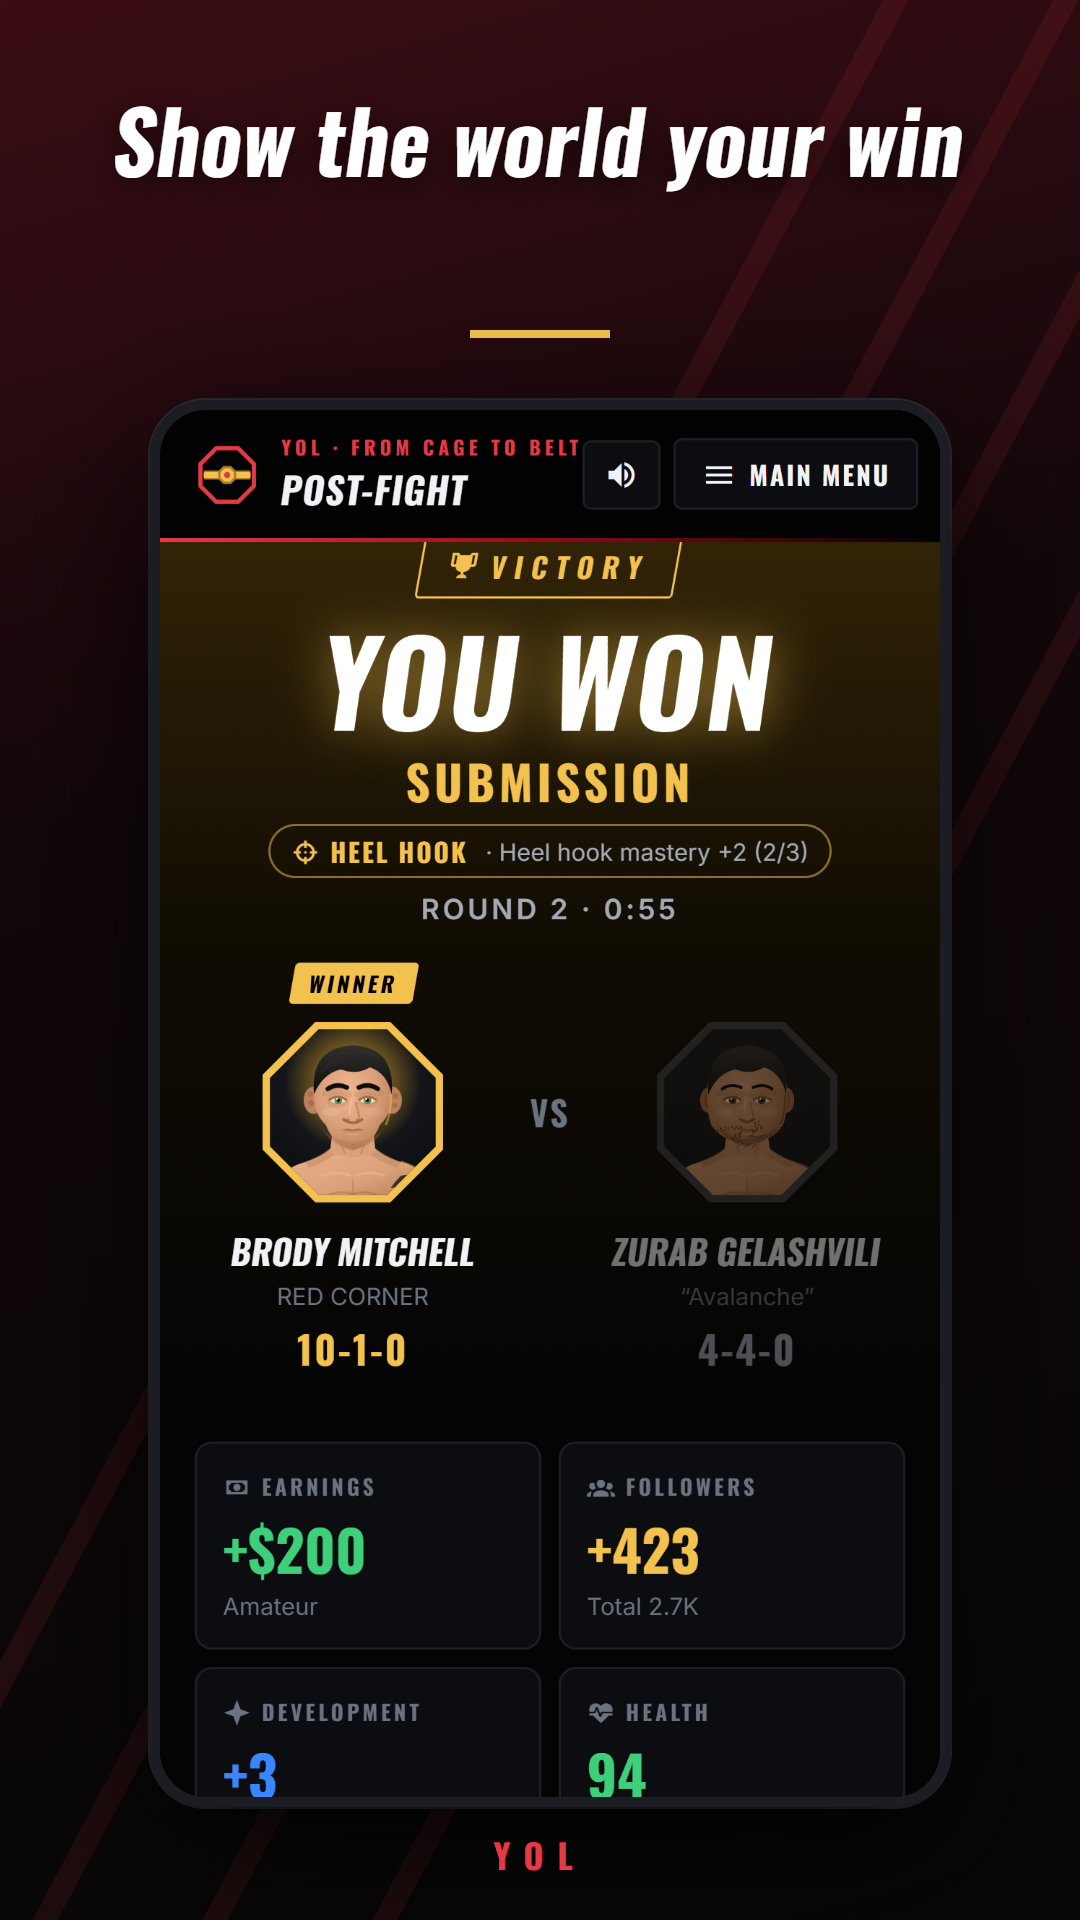 Show the world your win
YOL · FROM CAGE TO BELT
POST-FIGHT
MAIN MENU
VICTORY
YOU WON
SUBMISSION
HEEL HOOK · Heel hook mastery +2 (2/3)
ROUND 2 · 0:55
WINNER
VS
BRODY MITCHELL
RED CORNER
10-1-0
ZURAB GELASHVILI
“Avalanche”
4-4-0
EARNINGS
+$200
Amateur
FOLLOWERS
+423
Total 2.7K
DEVELOPMENT
+3
HEALTH
94
YOL